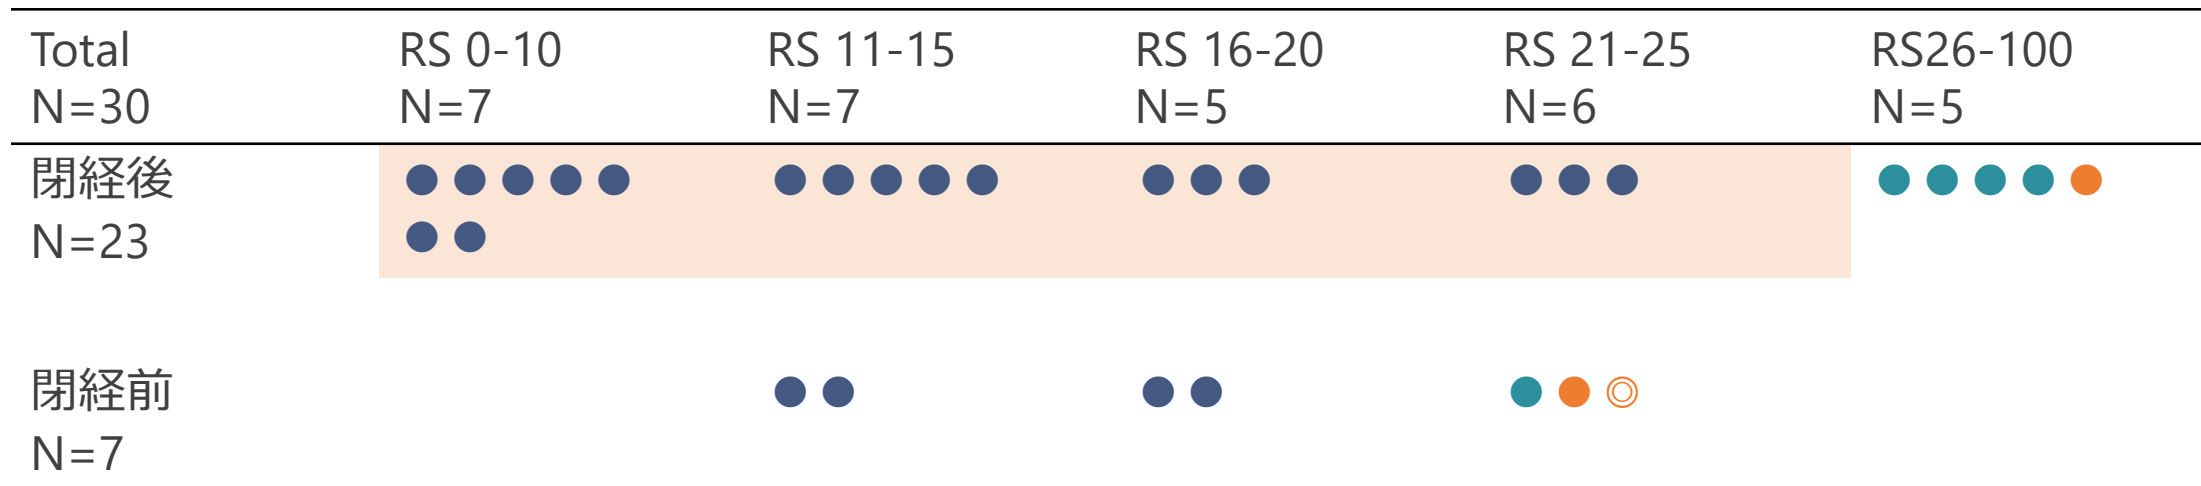 Total RS 0-10 RS 11-15 RS 16-20 RS 21-25 RS26-100
N=30 N=7 N=7 N=5 N=6 N=5
閉経後 ●●●●● ●●●●● ●●● ●●● ●●●●●
N=23 ●●
閉経前 ●● ●● ●●◎
N=7